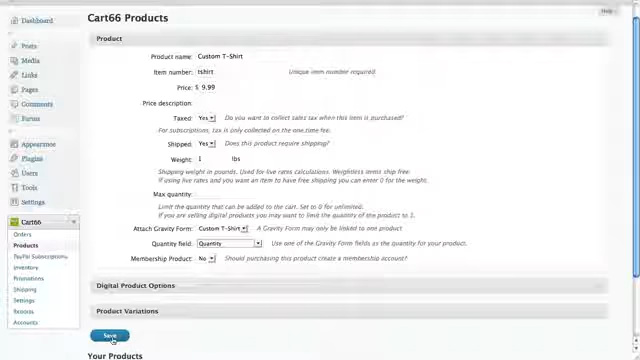 Help
Dashboard
Cart66 Products
Posts
Product
Media
Product name: Custom T-Shirt
Links
Item number: tshirt Unique item number required.
Pages
Price: $ 9.99
Comments
Price description:
Forms
Taxed: Yes Do you want to collect sales tax when this item is purchased?
For subscriptions, tax is only collected on the one time fee.
Appearance
Shipped: Yes Does this product require shipping?
Plugins
Weight: 1 lbs
Users
Shipping weight in pounds. Used for live rates calculations. Weightless items ship free.
If using live rates and you want an item to have free shipping you can enter 0 for the weight.
Tools
Max quantity:
Settings
Limit the quantity that can be added to the cart. Set to 0 for unlimited.
If you are selling digital products you may want to limit the quantity of the product to 1.
Cart66
Attach Gravity Form: Custom T-Shirt A Gravity Form may only be linked to one product
Orders
Products
Quantity field: Quantity Use one of the Gravity Form fields as the quantity for your product.
PayPal Subscriptions
Membership Product: No Should purchasing this product create a membership account?
Inventory
Promotions
Digital Product Options
Shipping
Settings
Product Variations
Reports
Accounts
Save
Your Products